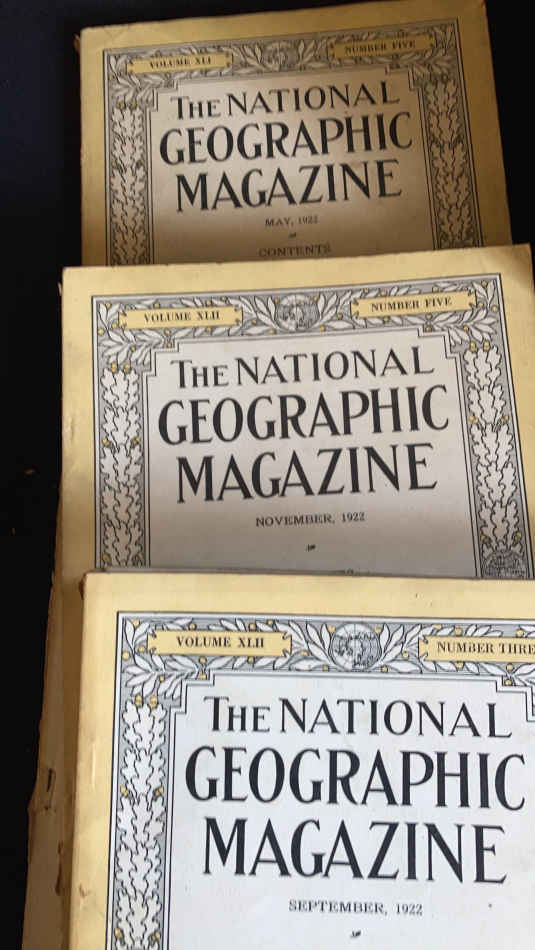 VOLUME XLI NUMBER FIVE
THE NATIONAL
GEOGRAPHIC
MAGAZINE
MAY, 1922
CONTENTS
VOLUME XLII NUMBER FIVE
THE NATIONAL
GEOGRAPHIC
MAGAZINE
NOVEMBER, 1922
VOLUME XLII NUMBER THREE
THE NATIONAL
GEOGRAPHIC
MAGAZINE
SEPTEMBER, 1922